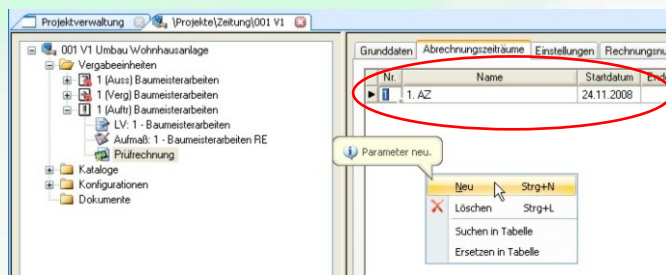 Projektverwaltung
\Projekte\Zeitung\001 V1
001 V1 Umbau Wohnhausanlage
Vergabeeinheiten
1 (Auss) Baumeisterarbeiten
1 (Verg) Baumeisterarbeiten
1 (Auftr) Baumeisterarbeiten
LV: 1 - Baumeisterarbeiten
Aufmaß: 1 - Baumeisterarbeiten RE
Prüfrechnung
Kataloge
Konfigurationen
Dokumente
Grunddaten Abrechnungszeiträume Einstellungen Rechnungsnu
Nr. Name Startdatum Ende
1 1. AZ 24.11.2008
Parameter neu.
Neu Strg+N
Löschen Strg+L
Suchen in Tabelle
Ersetzen in Tabelle